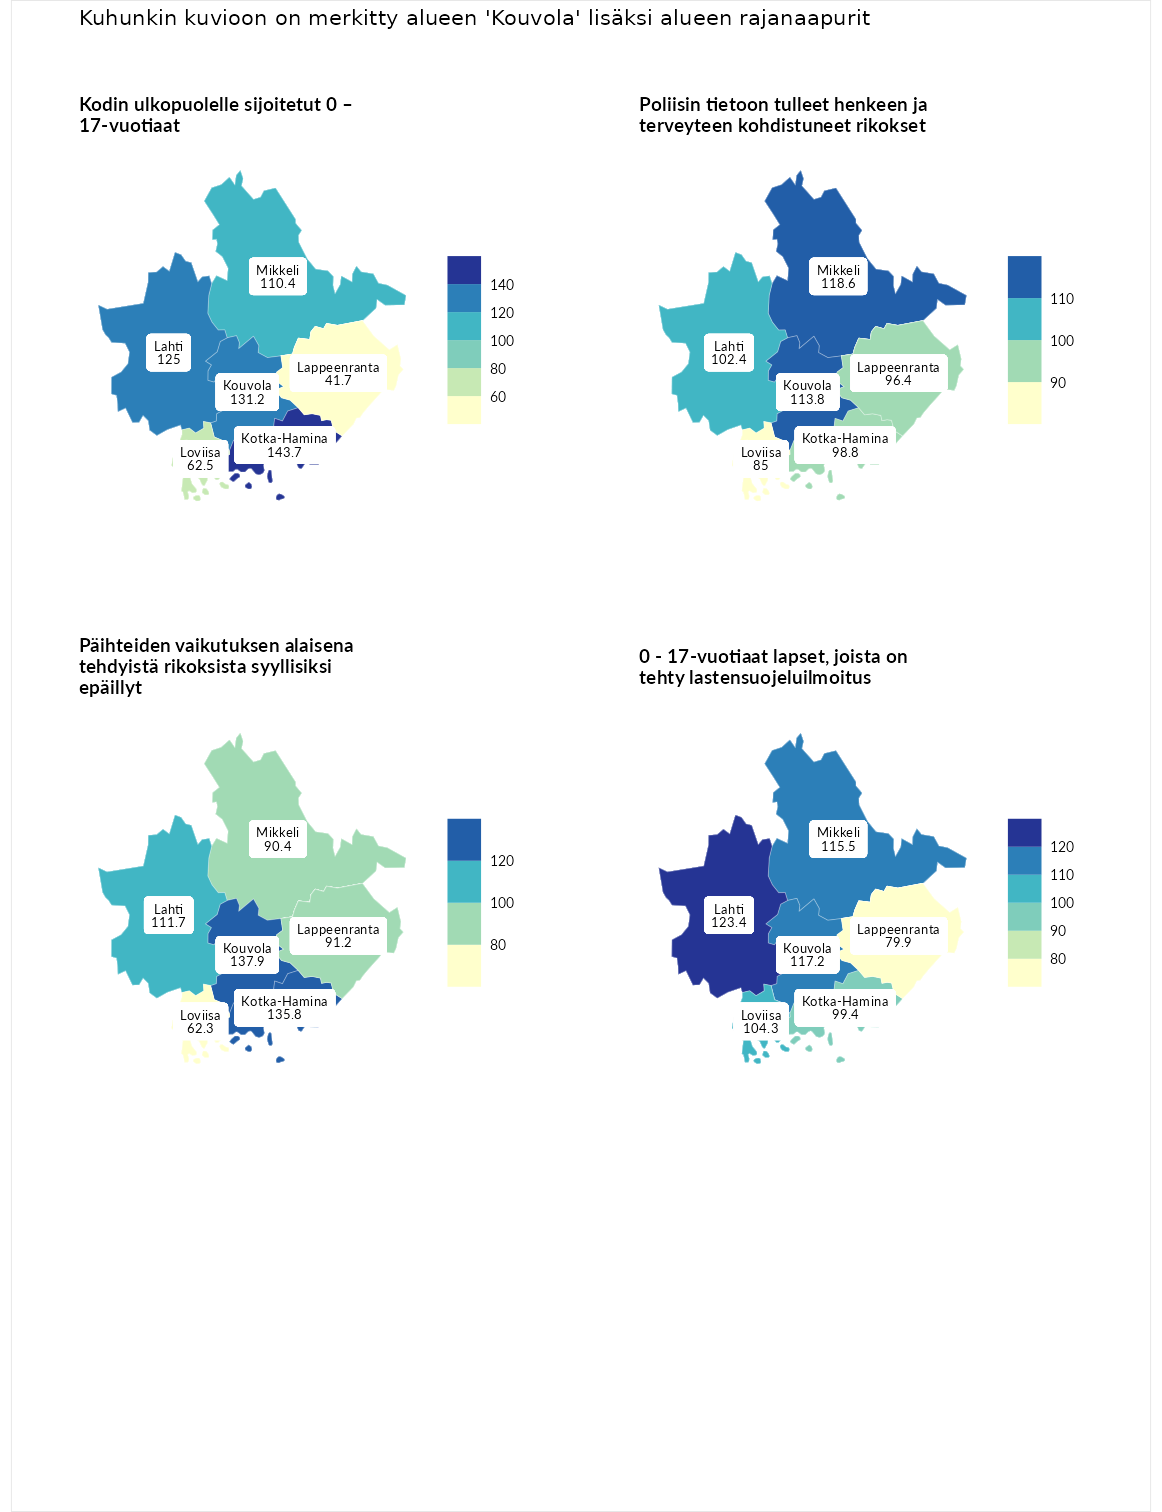 Kuhunkin kuvioon on merkitty alueen 'Kouvola' lisäksi alueen rajanaapurit
Kodin ulkopuolelle sijoitetut 0 –
17-vuotiaat
Mikkeli
110.4
Lahti
125
Lappeenranta
41.7
Kouvola
131.2
Kotka-Hamina
143.7
Loviisa
62.5
140
120
100
80
60
Poliisin tietoon tulleet henkeen ja
terveyteen kohdistuneet rikokset
Mikkeli
118.6
Lahti
102.4
Lappeenranta
96.4
Kouvola
113.8
Kotka-Hamina
98.8
Loviisa
85
110
100
90
Päihteiden vaikutuksen alaisena
tehdyistä rikoksista syyllisiksi
epäillyt
Mikkeli
90.4
Lahti
111.7
Lappeenranta
91.2
Kouvola
137.9
Kotka-Hamina
135.8
Loviisa
62.3
120
100
80
0 - 17-vuotiaat lapset, joista on
tehty lastensuojeluilmoitus
Mikkeli
115.5
Lahti
123.4
Lappeenranta
79.9
Kouvola
117.2
Kotka-Hamina
99.4
Loviisa
104.3
120
110
100
90
80